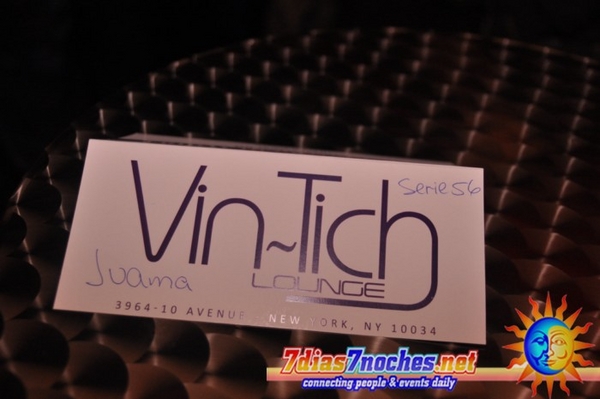 Vin~Tich
Serie 56
LOUNGE
Juama
3964-10 AVENUE, NEW YORK, NY 10034
7dias7noches.net
connecting people & events daily